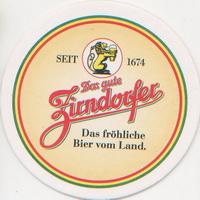 SEIT 1674
Das gute
Zirndorfer
Das fröhliche
Bier vom Land.